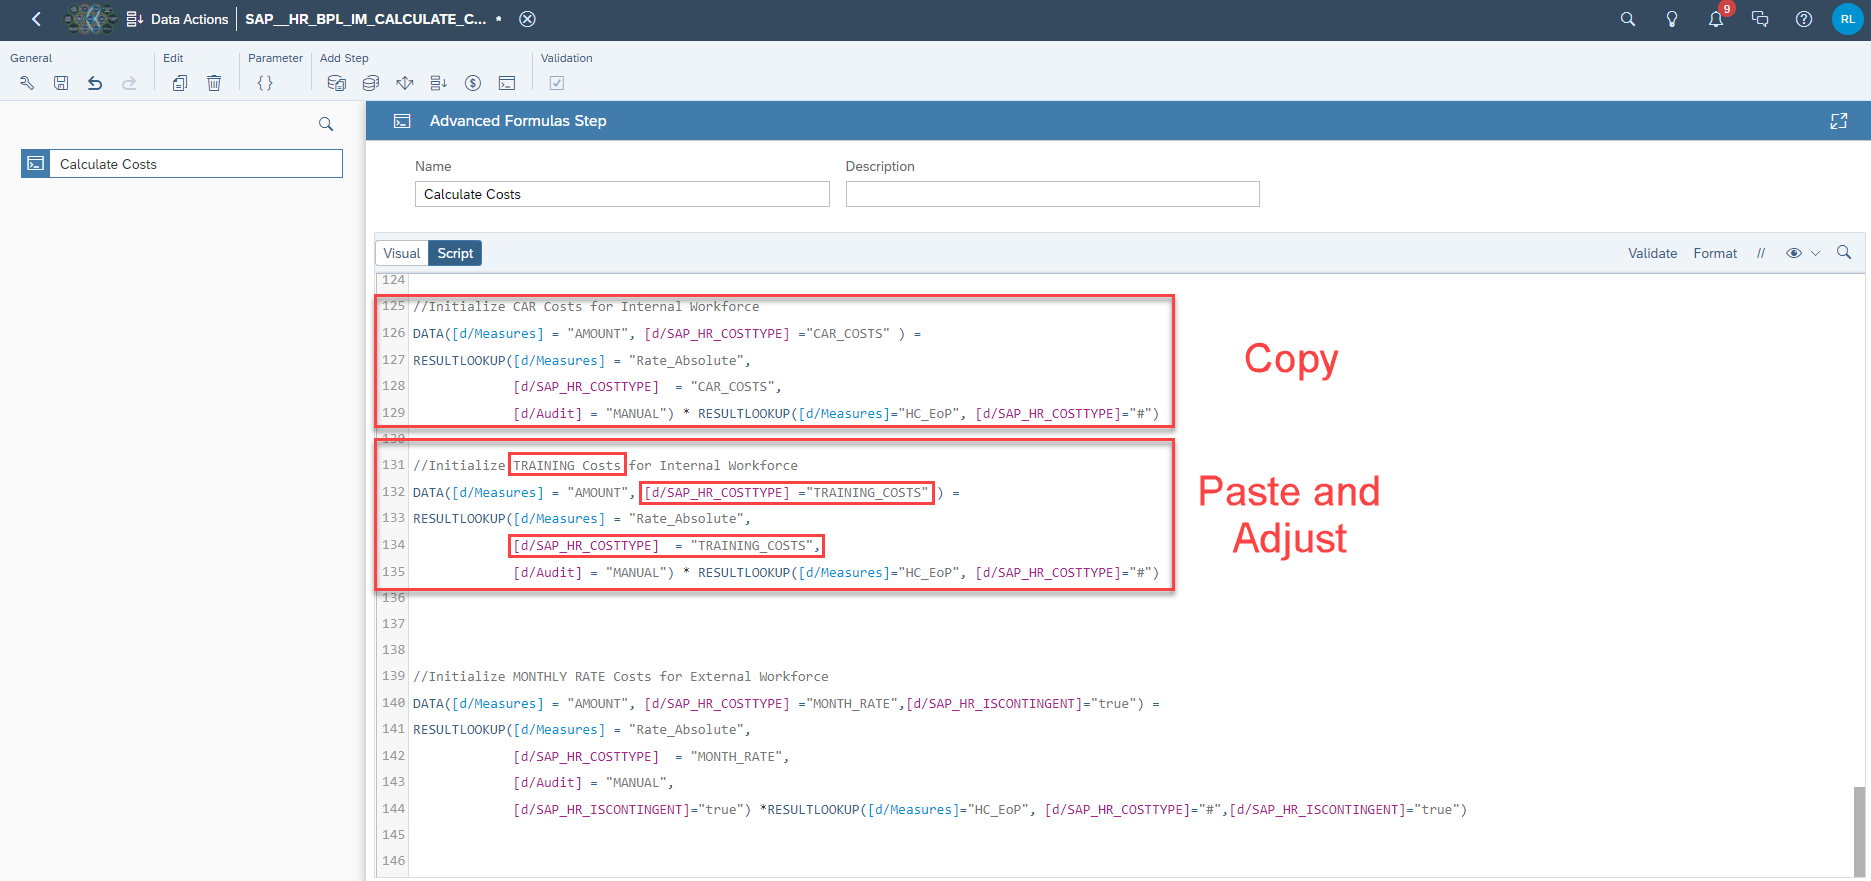 Data Actions
SAP__HR_BPL_IM_CALCULATE_C... *
9
RL
General
Edit
Parameter
Add Step
Validation
Advanced Formulas Step
Calculate Costs
Name
Description
Calculate Costs
Visual
Script
Validate
Format
//
124
125 //Initialize CAR Costs for Internal Workforce
126 DATA([d/Measures] = "AMOUNT", [d/SAP_HR_COSTTYPE] ="CAR_COSTS" ) =
127 RESULTLOOKUP([d/Measures] = "Rate_Absolute",
128 [d/SAP_HR_COSTTYPE]  = "CAR_COSTS",
129 [d/Audit] = "MANUAL") * RESULTLOOKUP([d/Measures]="HC_EoP", [d/SAP_HR_COSTTYPE]="#")
Copy
130
131 //Initialize TRAINING Costs for Internal Workforce
132 DATA([d/Measures] = "AMOUNT", [d/SAP_HR_COSTTYPE] ="TRAINING_COSTS" ) =
133 RESULTLOOKUP([d/Measures] = "Rate_Absolute",
134 [d/SAP_HR_COSTTYPE]  = "TRAINING_COSTS",
135 [d/Audit] = "MANUAL") * RESULTLOOKUP([d/Measures]="HC_EoP", [d/SAP_HR_COSTTYPE]="#")
Paste and
Adjust
136
137
138
139 //Initialize MONTHLY RATE Costs for External Workforce
140 DATA([d/Measures] = "AMOUNT", [d/SAP_HR_COSTTYPE] ="MONTH_RATE",[d/SAP_HR_ISCONTINGENT]="true") =
141 RESULTLOOKUP([d/Measures] = "Rate_Absolute",
142 [d/SAP_HR_COSTTYPE]  = "MONTH_RATE",
143 [d/Audit] = "MANUAL",
144 [d/SAP_HR_ISCONTINGENT]="true") *RESULTLOOKUP([d/Measures]="HC_EoP", [d/SAP_HR_COSTTYPE]="#",[d/SAP_HR_ISCONTINGENT]="true")
145
146